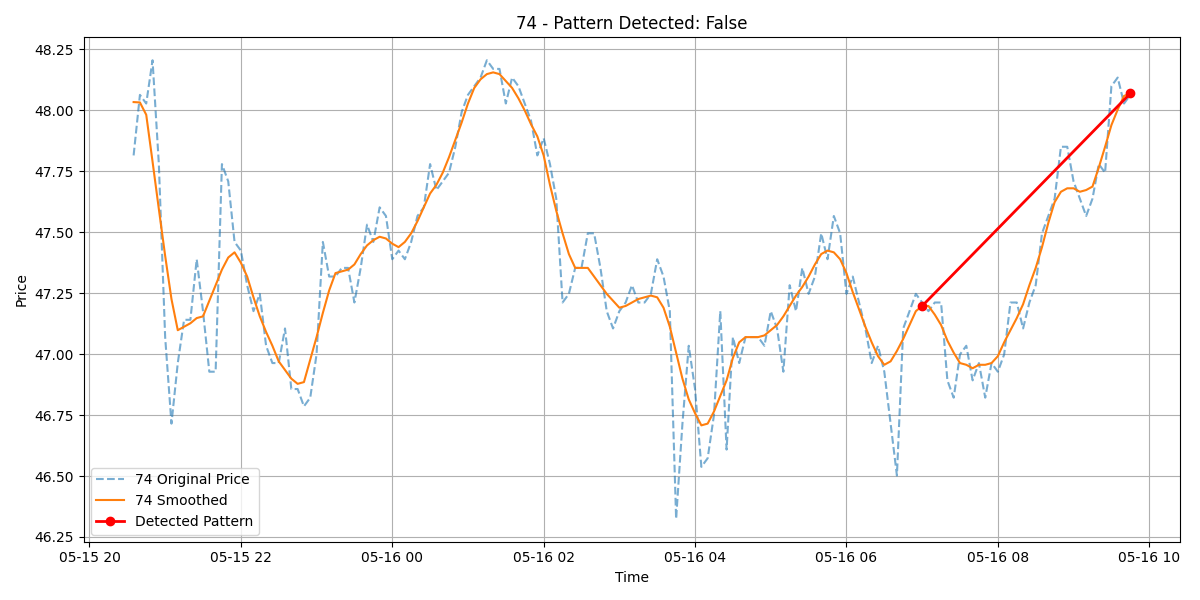 74 - Pattern Detected: False
48.25
48.00
47.75
47.50
47.25
47.00
46.75
46.50
46.25
Price
74 Original Price
74 Smoothed
Detected Pattern
05-15 20
05-15 22
05-16 00
05-16 02
05-16 04
05-16 06
05-16 08
05-16 10
Time